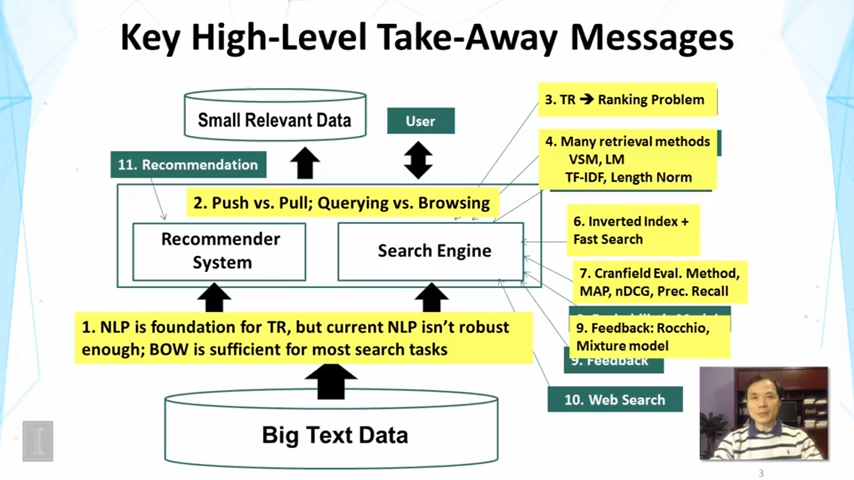 Key High-Level Take-Away Messages
Small Relevant Data
User
3. TR → Ranking Problem
4. Many retrieval methods
VSM, LM
TF-IDF, Length Norm
11. Recommendation
2. Push vs. Pull; Querying vs. Browsing
Recommender
System
Search Engine
6. Inverted Index +
Fast Search
7. Cranfield Eval. Method,
MAP, nDCG, Prec. Recall
1. NLP is foundation for TR, but current NLP isn't robust
enough; BOW is sufficient for most search tasks
9. Feedback: Rocchio,
Mixture model
9. Feedback
10. Web Search
Big Text Data
I
3